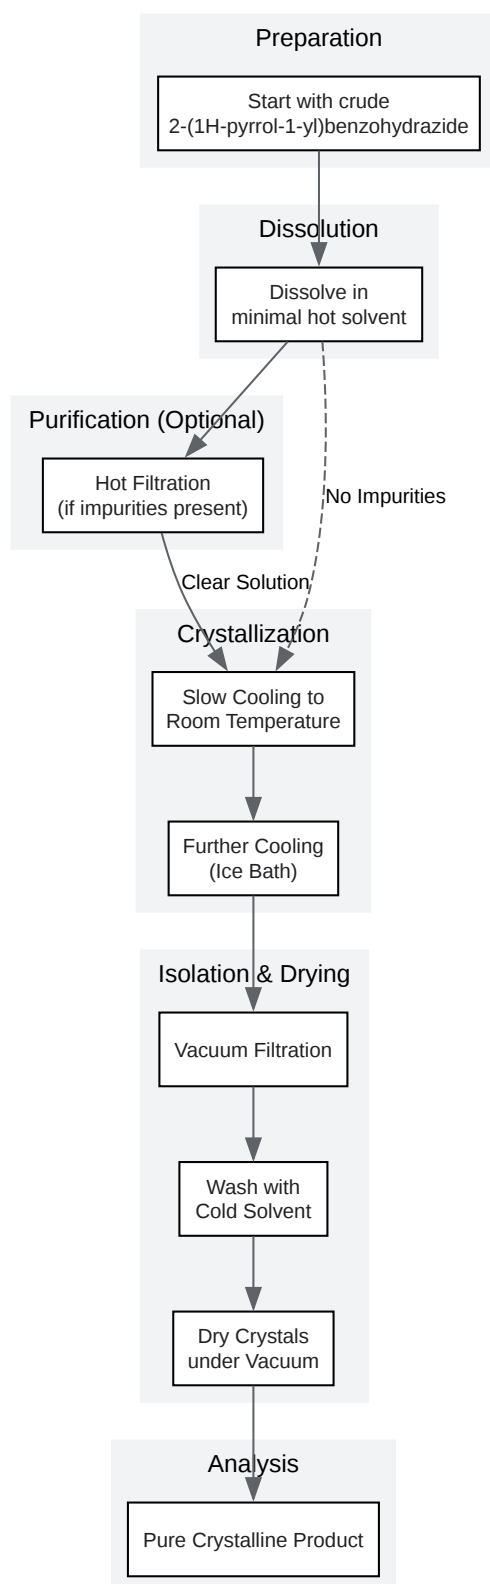 Preparation
Start with crude
2-(1H-pyrrol-1-yl)benzohydrazide
Dissolution
Dissolve in
minimal hot solvent
Purification (Optional)
Hot Filtration
(if impurities present)
No Impurities
Clear Solution
Crystallization
Slow Cooling to
Room Temperature
Further Cooling
(Ice Bath)
Isolation & Drying
Vacuum Filtration
Wash with
Cold Solvent
Dry Crystals
under Vacuum
Analysis
Pure Crystalline Product